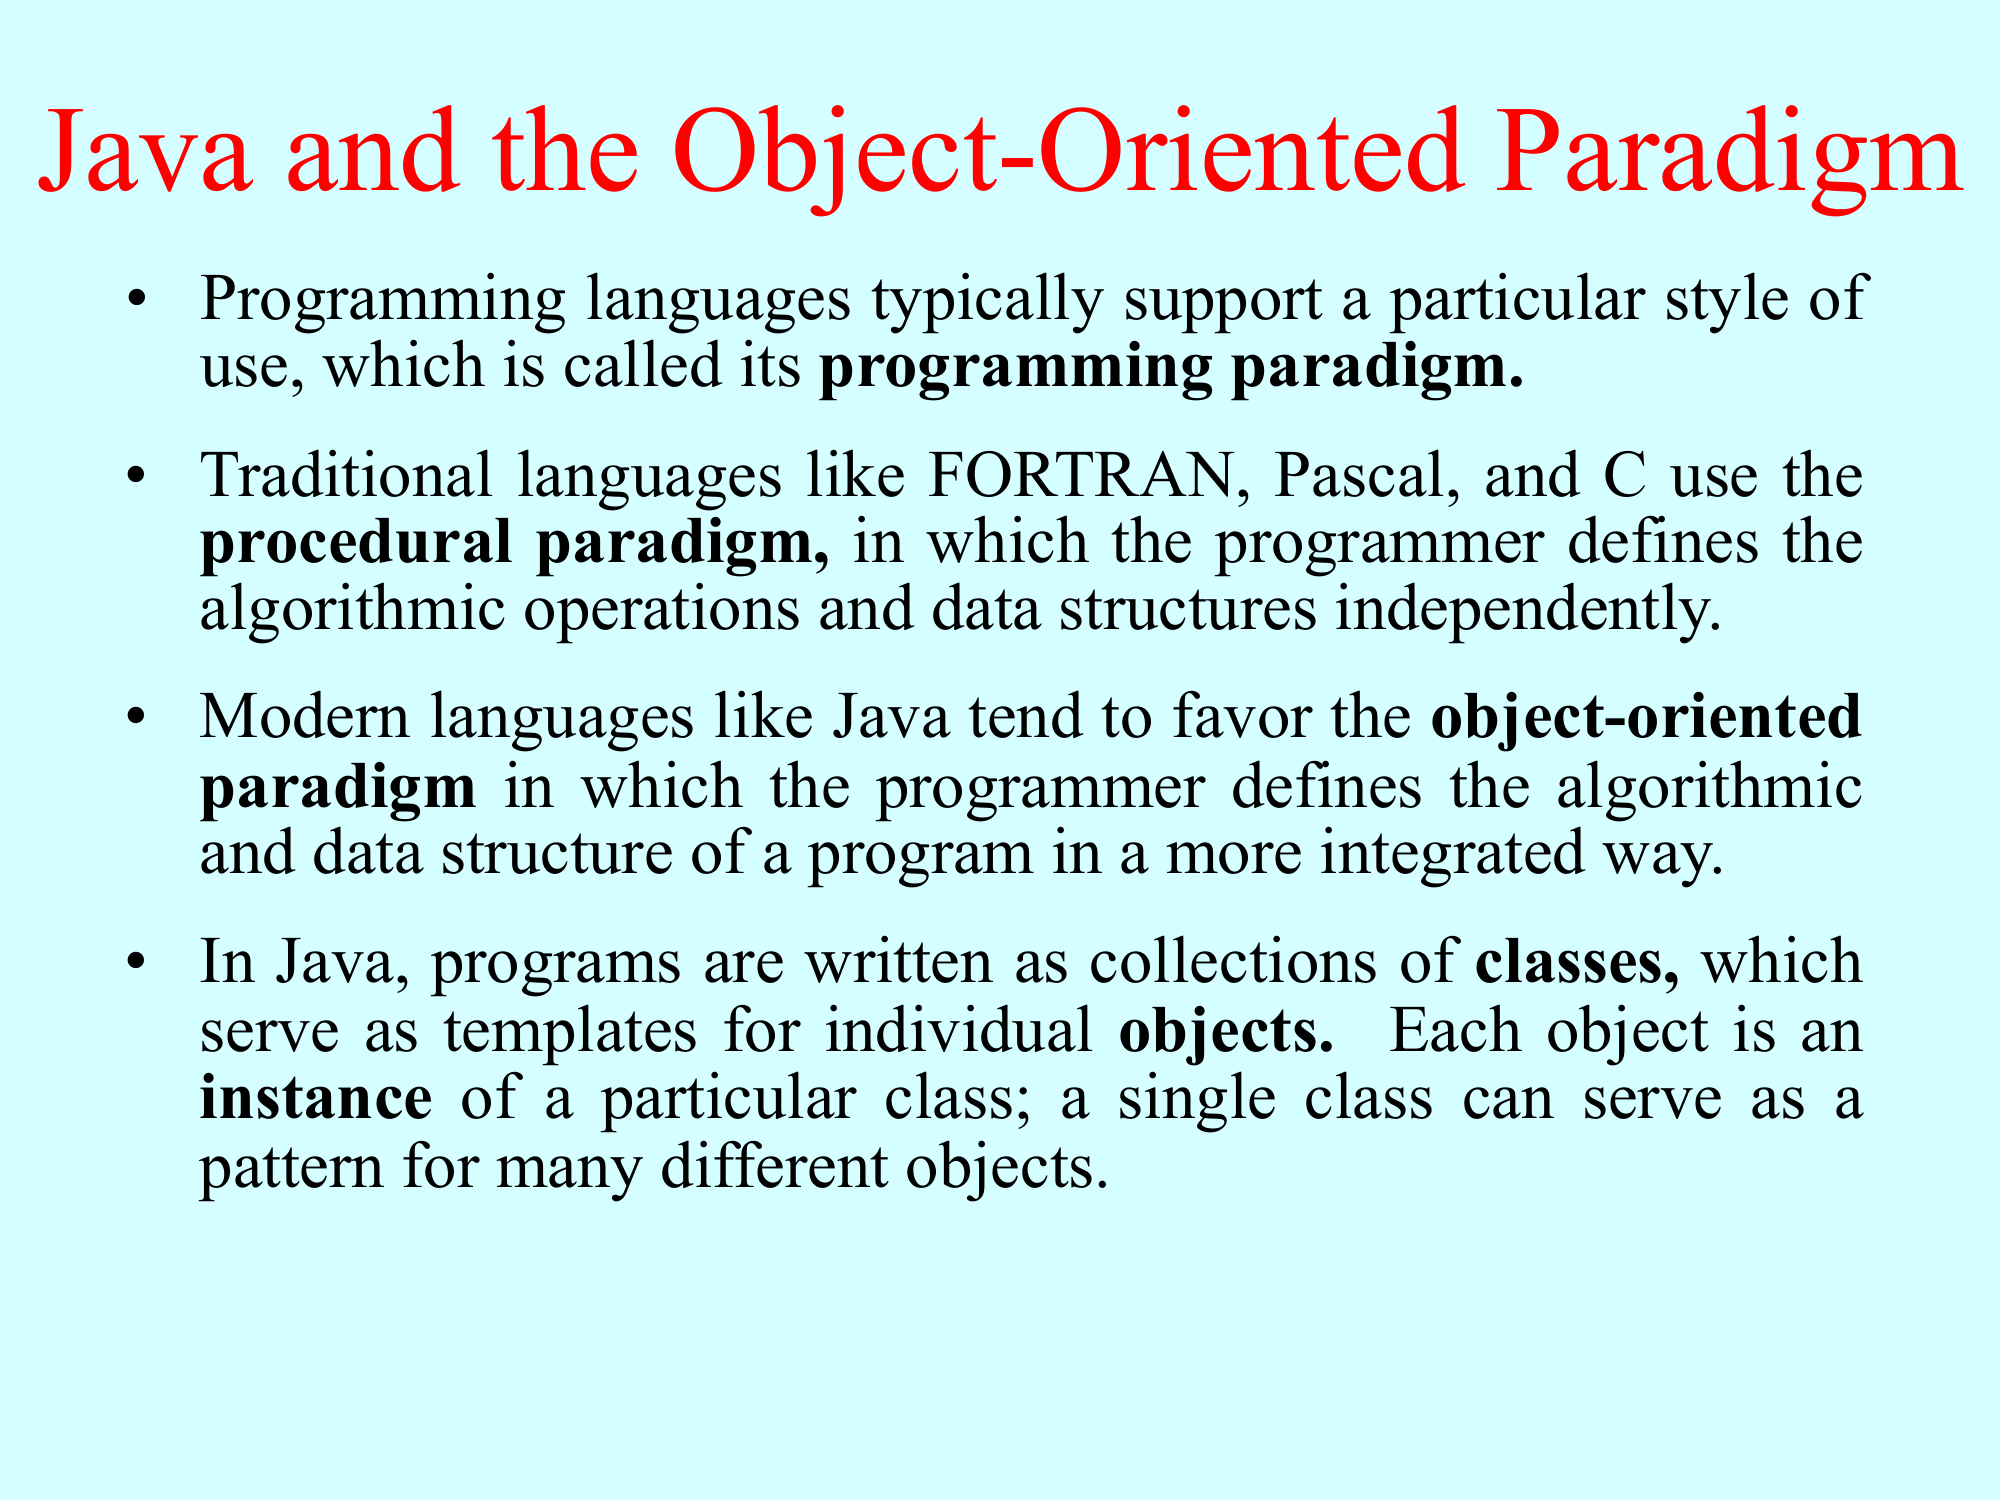 Java and the Object-Oriented Paradigm
• Programming languages typically support a particular style of
use, which is called its programming paradigm.
• Traditional languages like FORTRAN, Pascal, and C use the
procedural paradigm, in which the programmer defines the
algorithmic operations and data structures independently.
• Modern languages like Java tend to favor the object-oriented
paradigm in which the programmer defines the algorithmic
and data structure of a program in a more integrated way.
• In Java, programs are written as collections of classes, which
serve as templates for individual objects.  Each object is an
instance of a particular class; a single class can serve as a
pattern for many different objects.